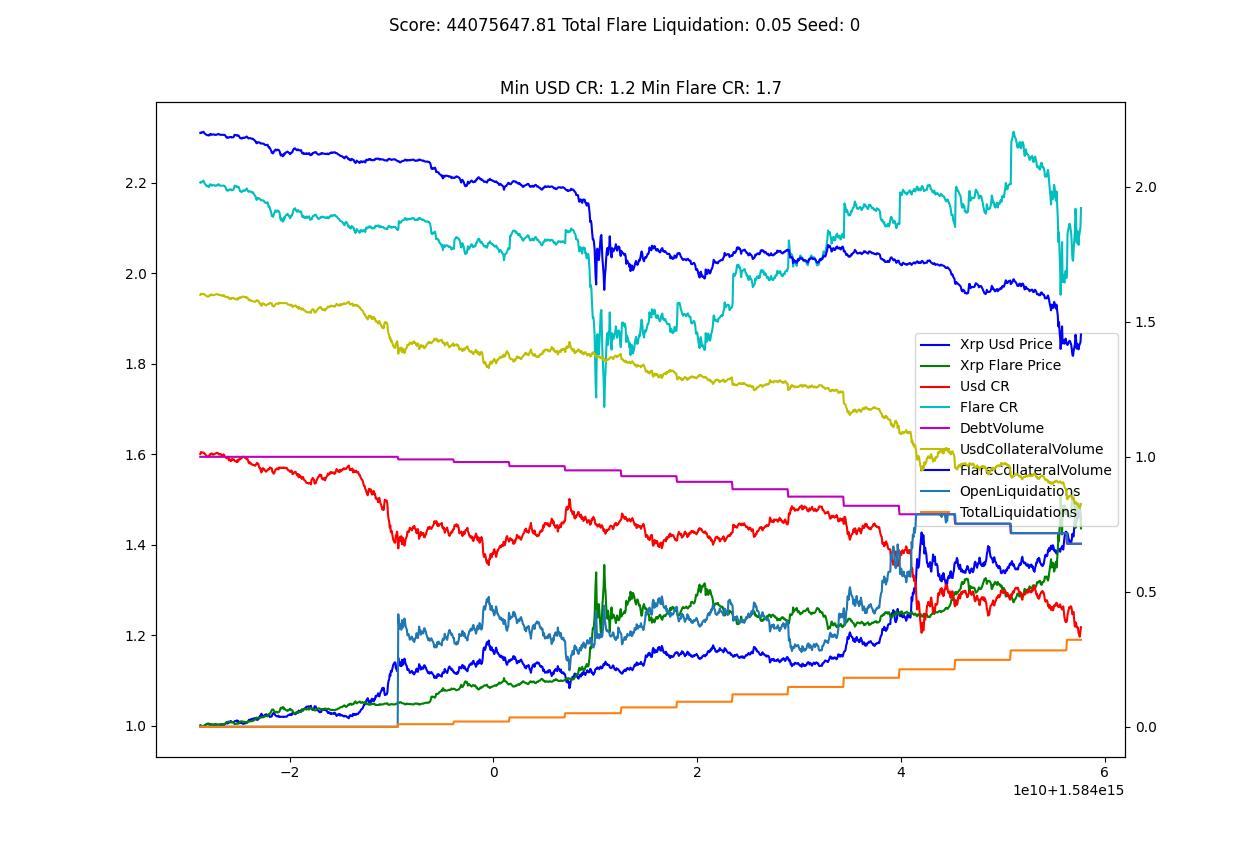 Score: 44075647.81 Total Flare Liquidation: 0.05 Seed: 0
Min USD CR: 1.2 Min Flare CR: 1.7
2.2
2.0
1.8
1.6
1.4
1.2
1.0
2.0
1.5
1.0
0.5
0.0
Xrp Usd Price
Xrp Flare Price
Usd CR
Flare CR
DebtVolume
UsdCollateralVolume
FlareCollateralVolume
OpenLiquidations
TotalLiquidations
−2
0
2
4
6
1e10+1.584e15